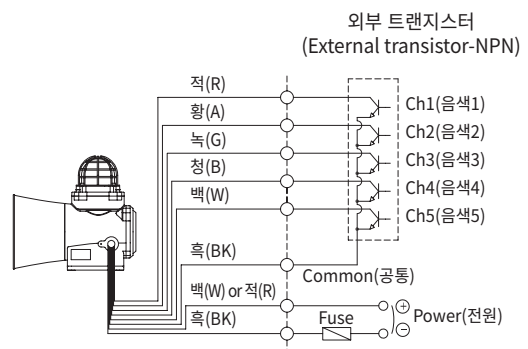 외부 트랜지스터
(External transistor-NPN)
적(R)
Ch1(음색1)
황(A)
Ch2(음색2)
녹(G)
Ch3(음색3)
청(B)
Ch4(음색4)
백(W)
Ch5(음색5)
흑(BK)
Common(공통)
백(W) or 적(R)
흑(BK)
Fuse
Power(전원)